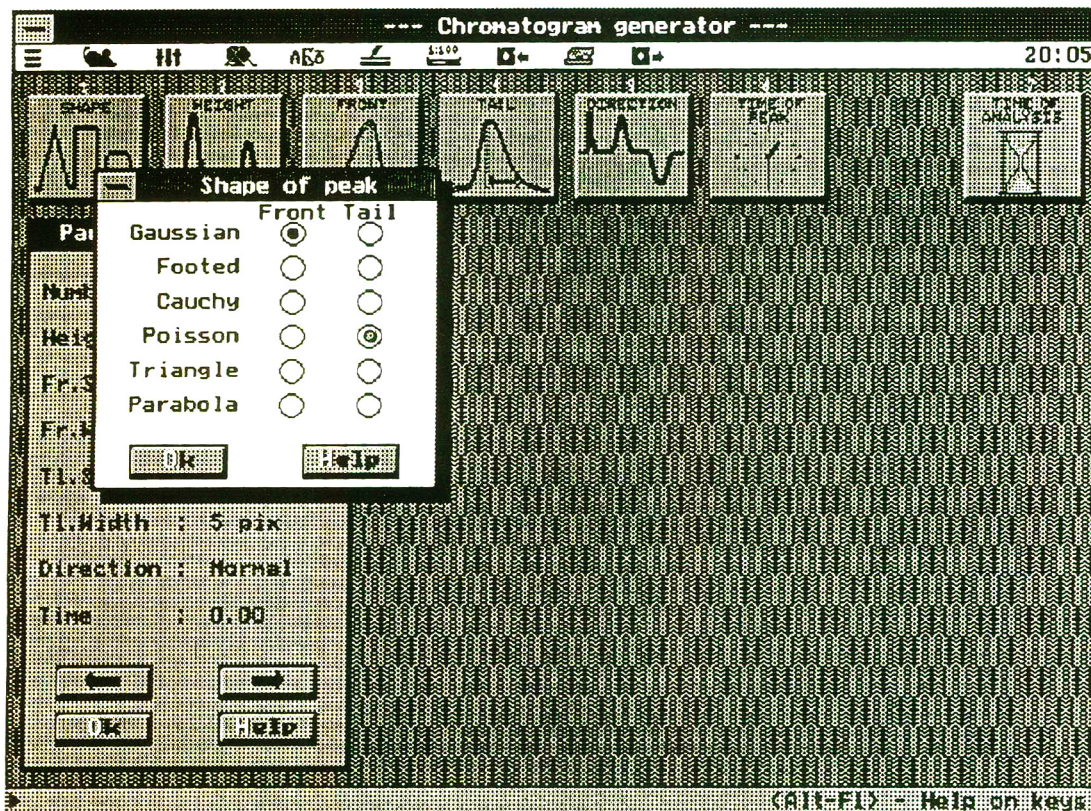 --- Chromatogram generator ---
1:100
20:05
SHAPE
HEIGHT
FRONT
TAIL
DIRECTION
TIME OF
PEAK
TIME OF
ANALYSIS
Shape of peak
Front Tail
Gaussian
Footed
Cauchy
Poisson
Triangle
Parabola
Ok Help
Tl.Width : 5 pix
Direction : Normal
Time : 0.00
Ok Help
(Alt-F1) - Help on keys